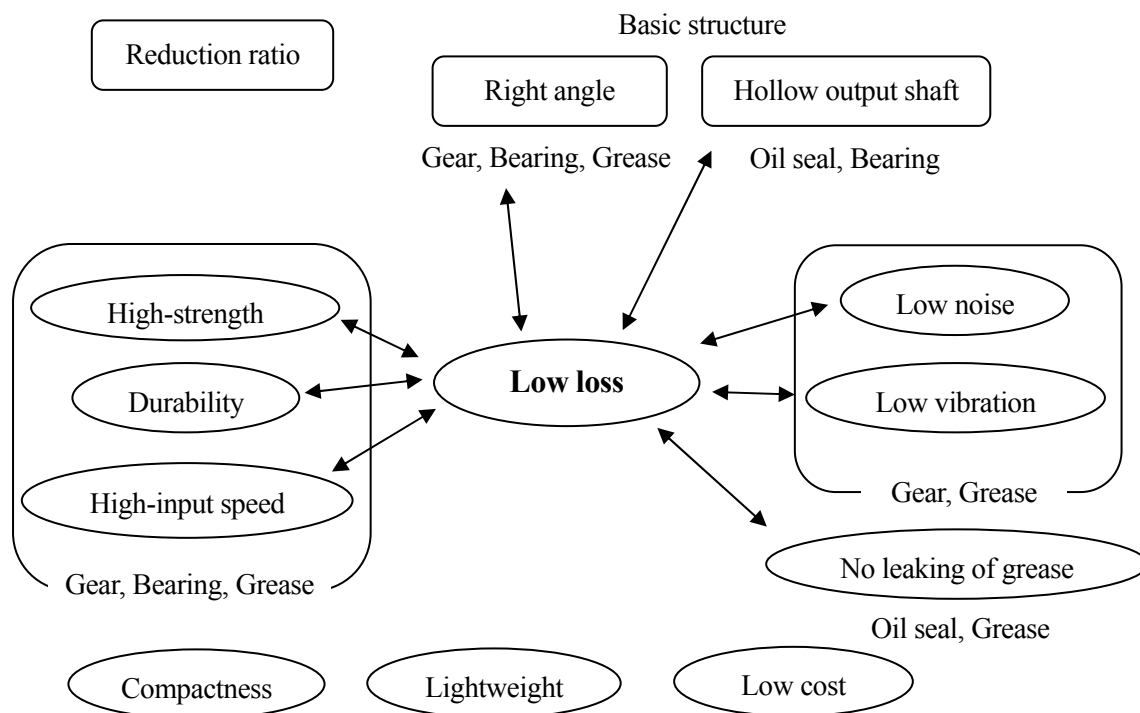 Basic structure
Reduction ratio
Right angle
Hollow output shaft
Gear, Bearing, Grease
Oil seal, Bearing
High-strength
Low noise
Low loss
Durability
Low vibration
High-input speed
Gear, Grease
No leaking of grease
Gear, Bearing, Grease
Oil seal, Grease
Compactness
Lightweight
Low cost